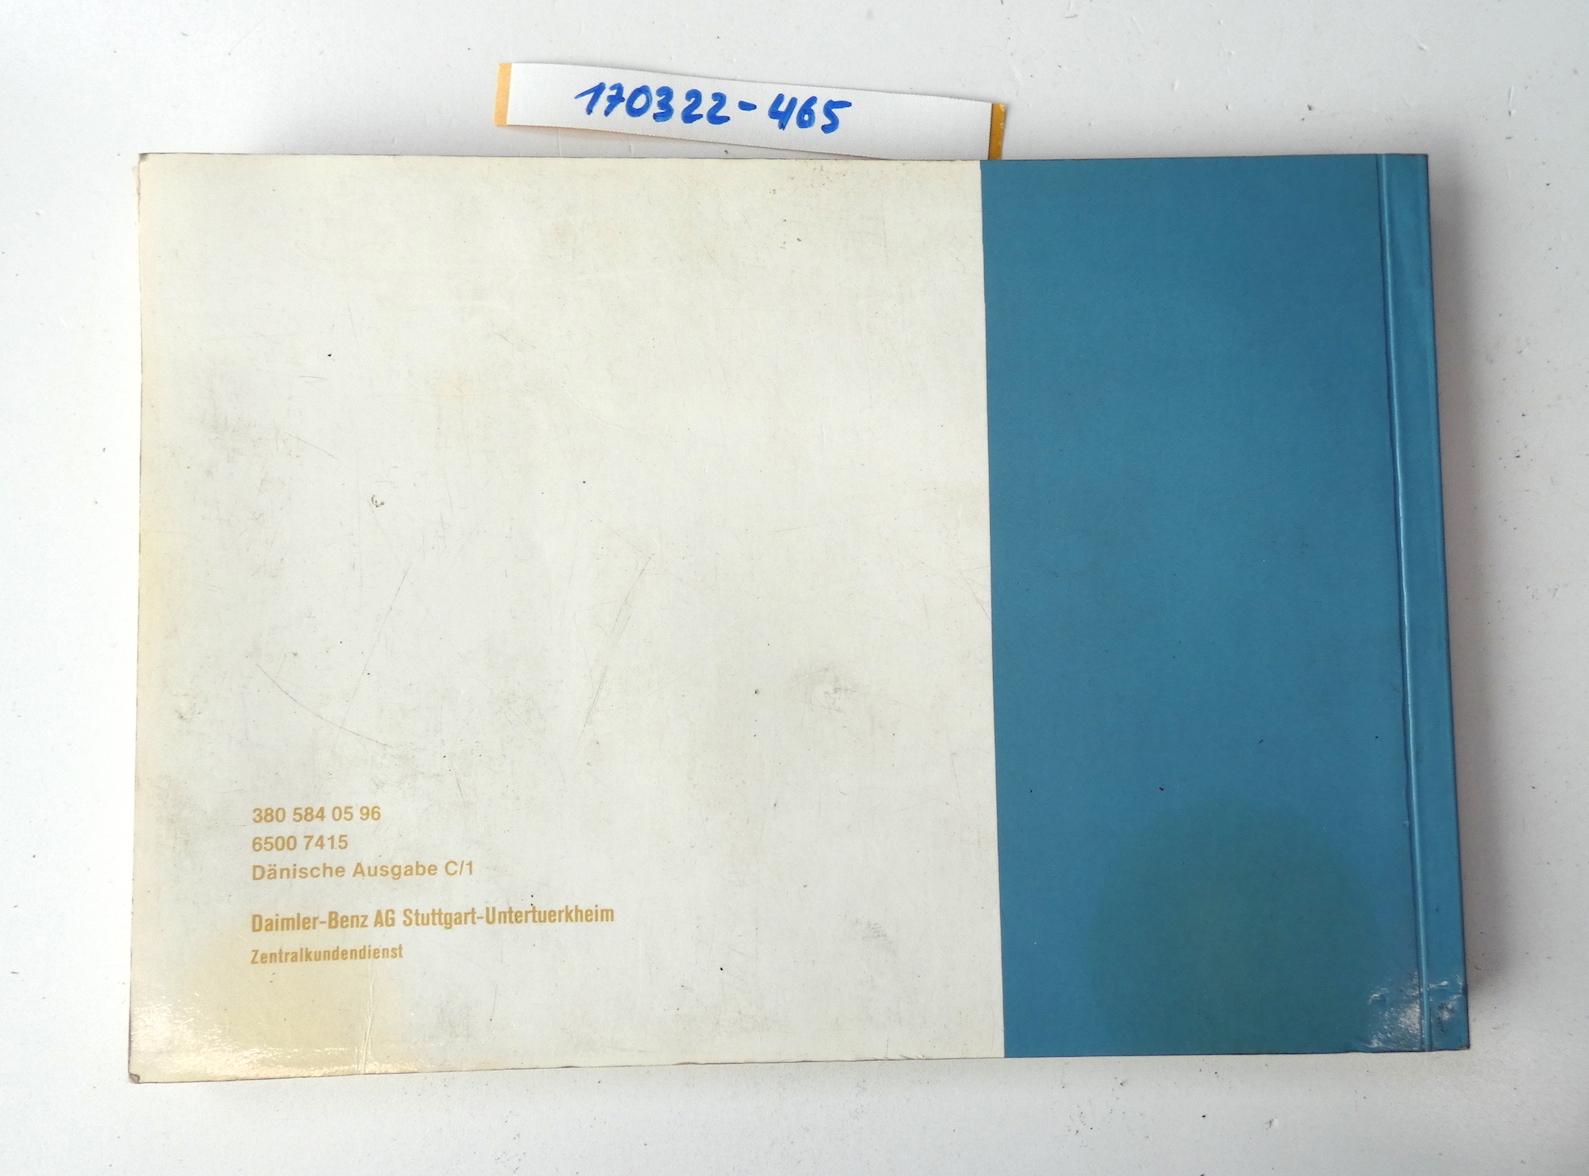 170322-465
380 584 05 96
6500 7415
Dänische Ausgabe C/1
Daimler-Benz AG Stuttgart-Untertuerkheim
Zentralkundendienst